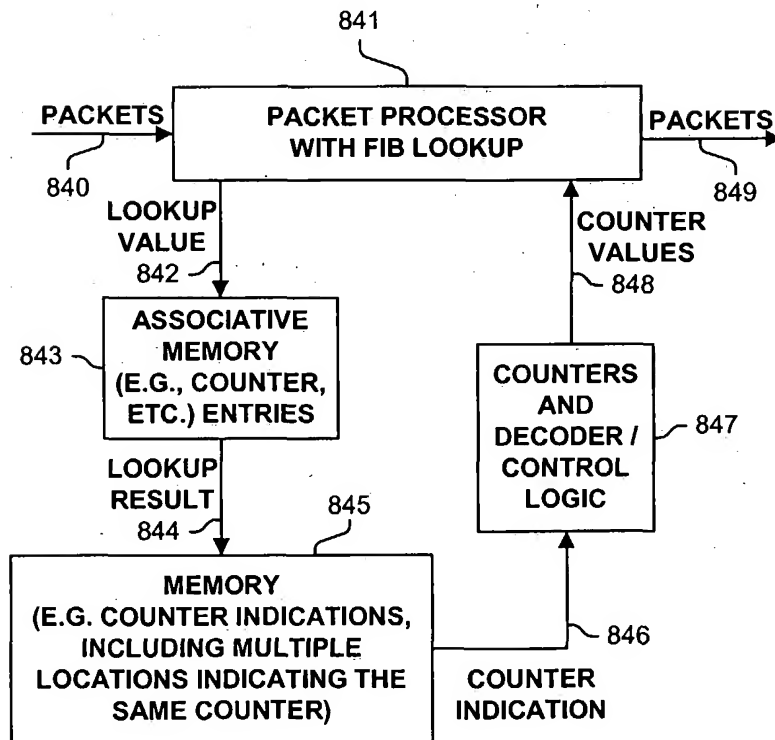 841
PACKETS
840
PACKET PROCESSOR
WITH FIB LOOKUP
PACKETS
849
LOOKUP
VALUE
842
COUNTER
VALUES
848
843
ASSOCIATIVE
MEMORY
(E.G., COUNTER,
ETC.) ENTRIES
COUNTERS
AND
DECODER /
CONTROL
LOGIC
847
LOOKUP
RESULT
844
845
MEMORY
(E.G. COUNTER INDICATIONS,
INCLUDING MULTIPLE
LOCATIONS INDICATING THE
SAME COUNTER)
846
COUNTER
INDICATION